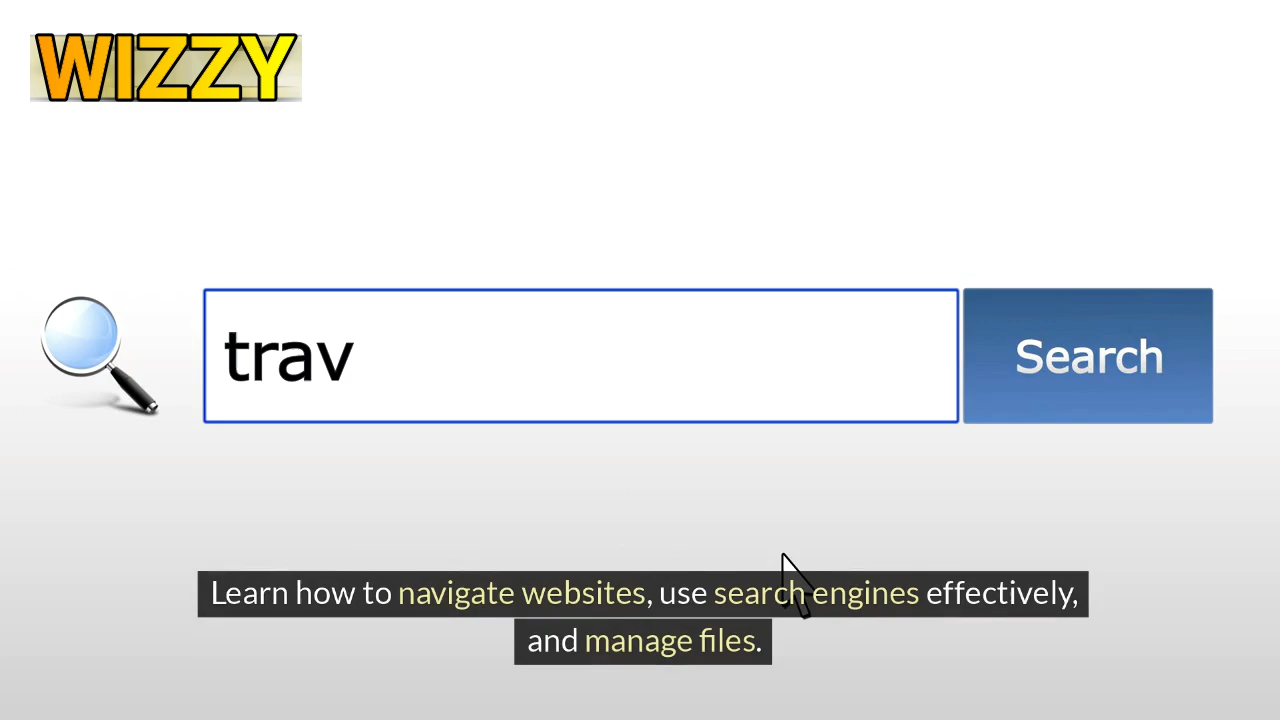 WIZZY
trav
Search
Learn how to navigate websites, use search engines effectively,
and manage files.